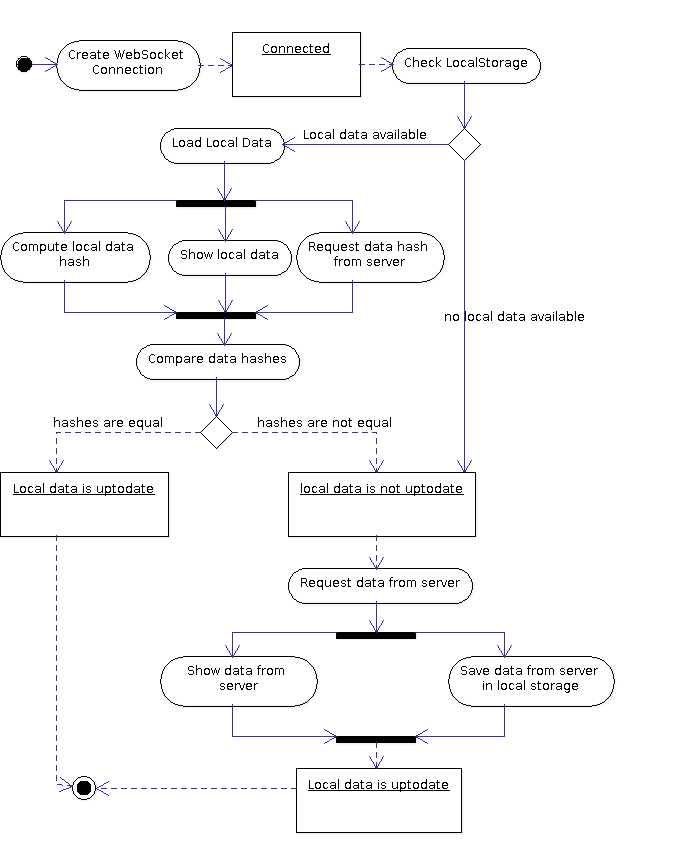 Create WebSocket
Connection
Connected
Check LocalStorage
Local data available
Load Local Data
Compute local data
hash
Show local data
Request data hash
from server
no local data available
Compare data hashes
hashes are equal
hashes are not equal
Local data is uptodate
local data is not uptodate
Request data from server
Show data from
server
Save data from server
in local storage
Local data is uptodate